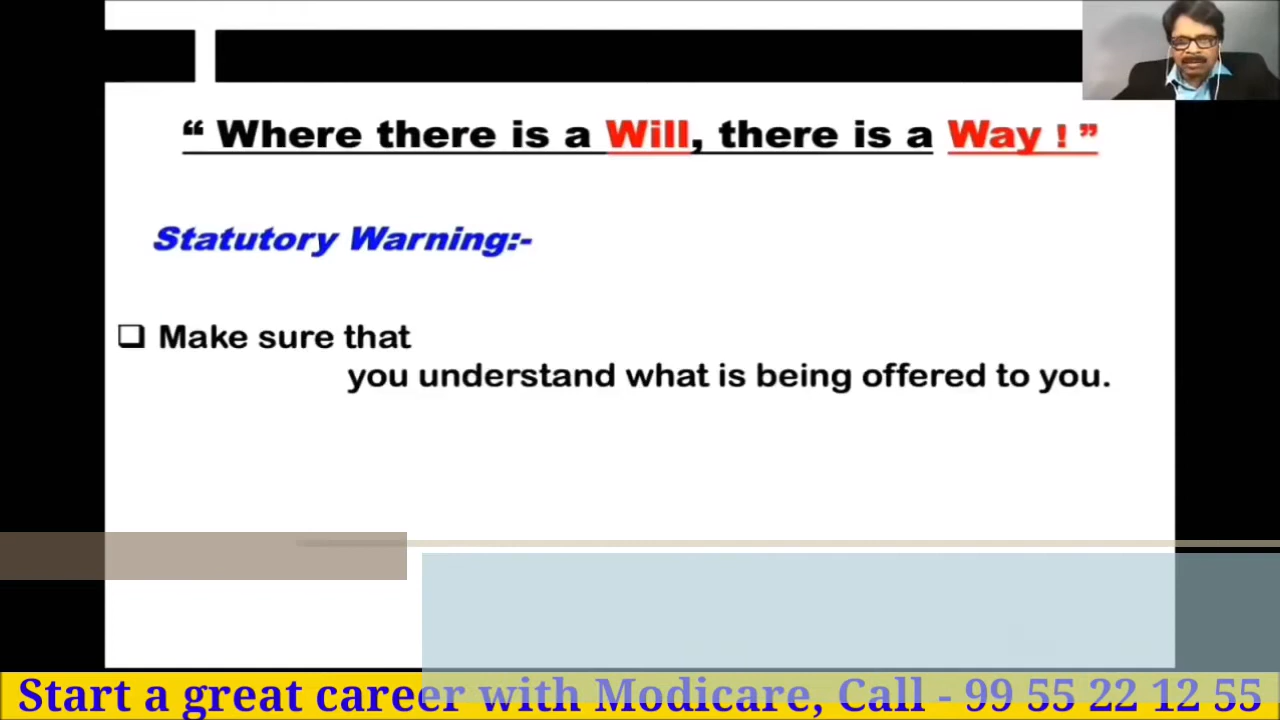 “ Where there is a Will, there is a Way ! ”
Statutory Warning:-
❑ Make sure that
you understand what is being offered to you.
Start a great career with Modicare, Call - 99 55 22 12 55